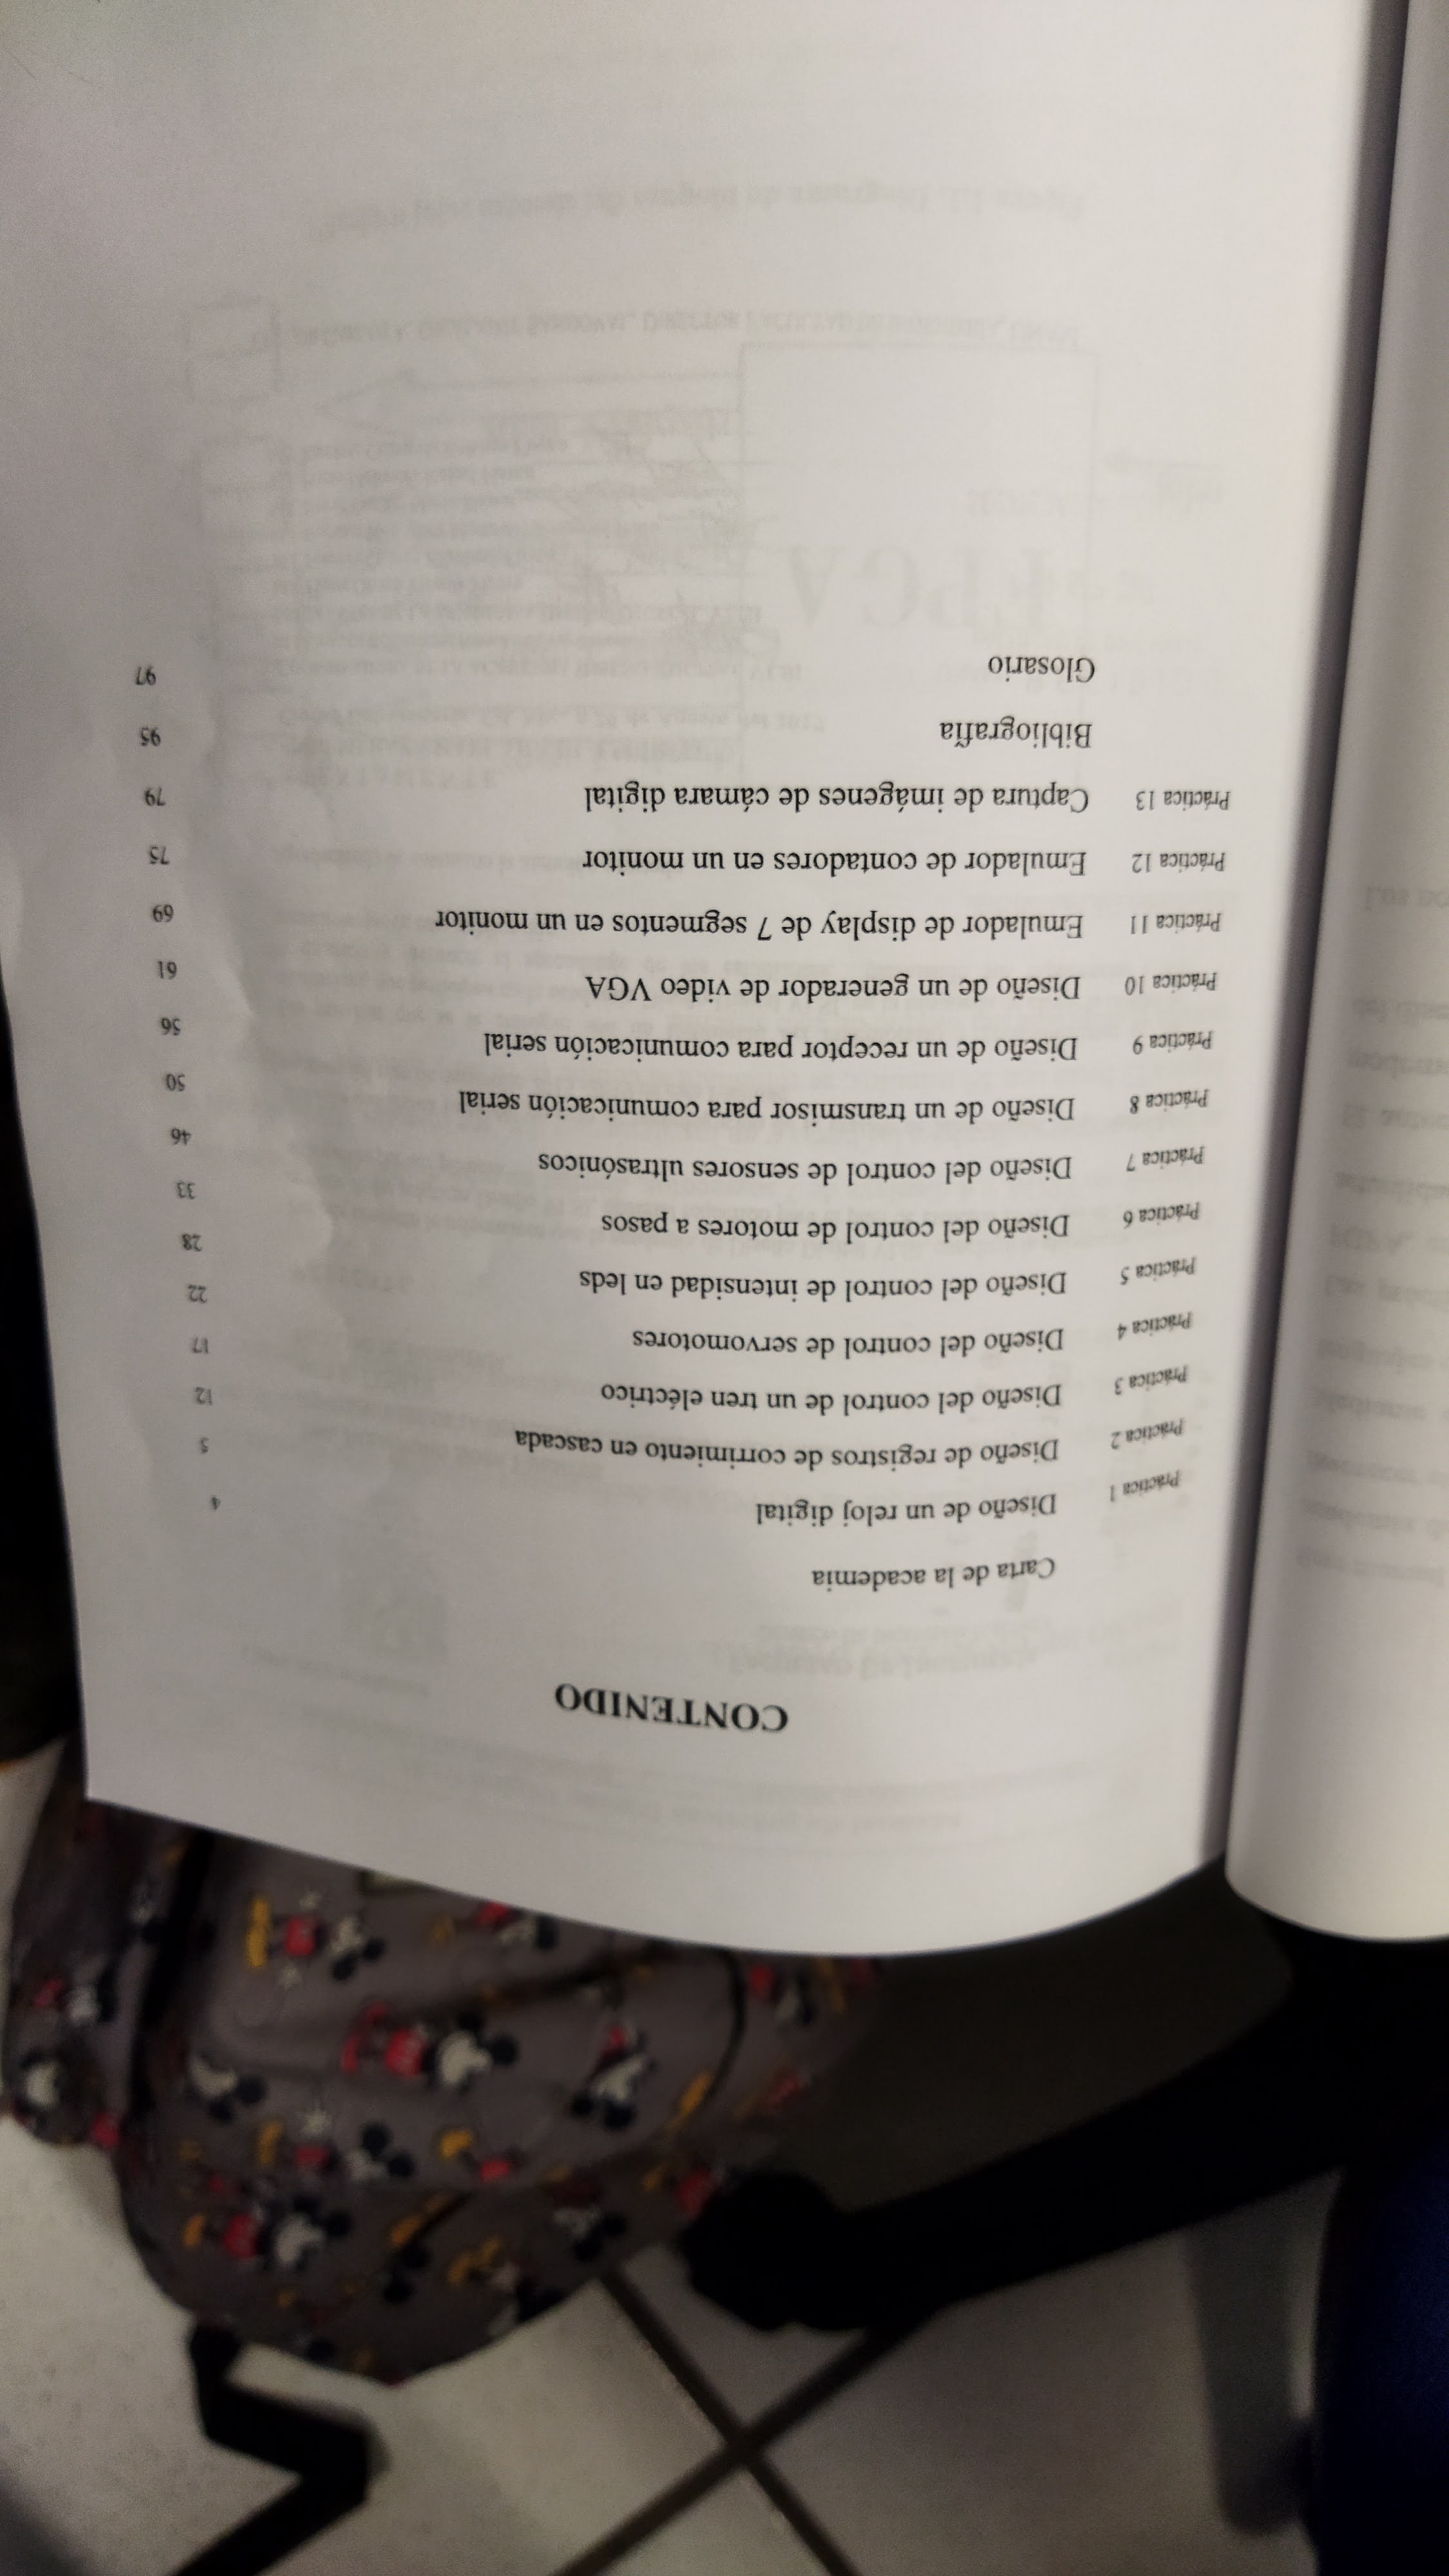 CONTENIDO
Carta de la academia 4
Práctica 1 Diseño de un reloj digital 5
Práctica 2 Diseño de registros de corrimiento en cascada 12
Práctica 3 Diseño del control de un tren eléctrico 17
Práctica 4 Diseño del control de servomotores 22
Práctica 5 Diseño del control de intensidad en leds 28
Práctica 6 Diseño del control de motores a pasos 33
Práctica 7 Diseño del control de sensores ultrasónicos 46
Práctica 8 Diseño de un transmisor para comunicación serial 50
Práctica 9 Diseño de un receptor para comunicación serial 56
Práctica 10 Diseño de un generador de video VGA 61
Práctica 11 Emulador de display de 7 segmentos en un monitor 69
Práctica 12 Emulador de contadores en un monitor 75
Práctica 13 Captura de imágenes de cámara digital 79
Bibliografía 95
Glosario 97